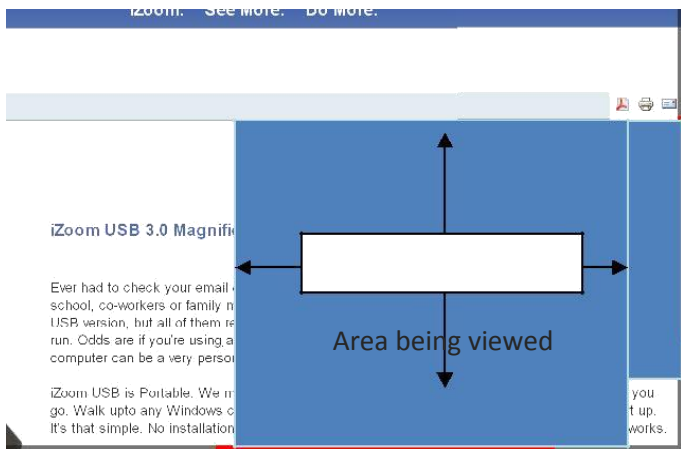 iZoom. See More. Do More.
iZoom USB 3.0 Magnifi
Ever had to check your email
school, co-workers or family
USB version, but all of them
run. Odds are if you're using a
computer can be a very
Area being viewed
iZoom USB is Portable. We you
go. Walk upto any Windows t up.
It's that simple. No installation works.